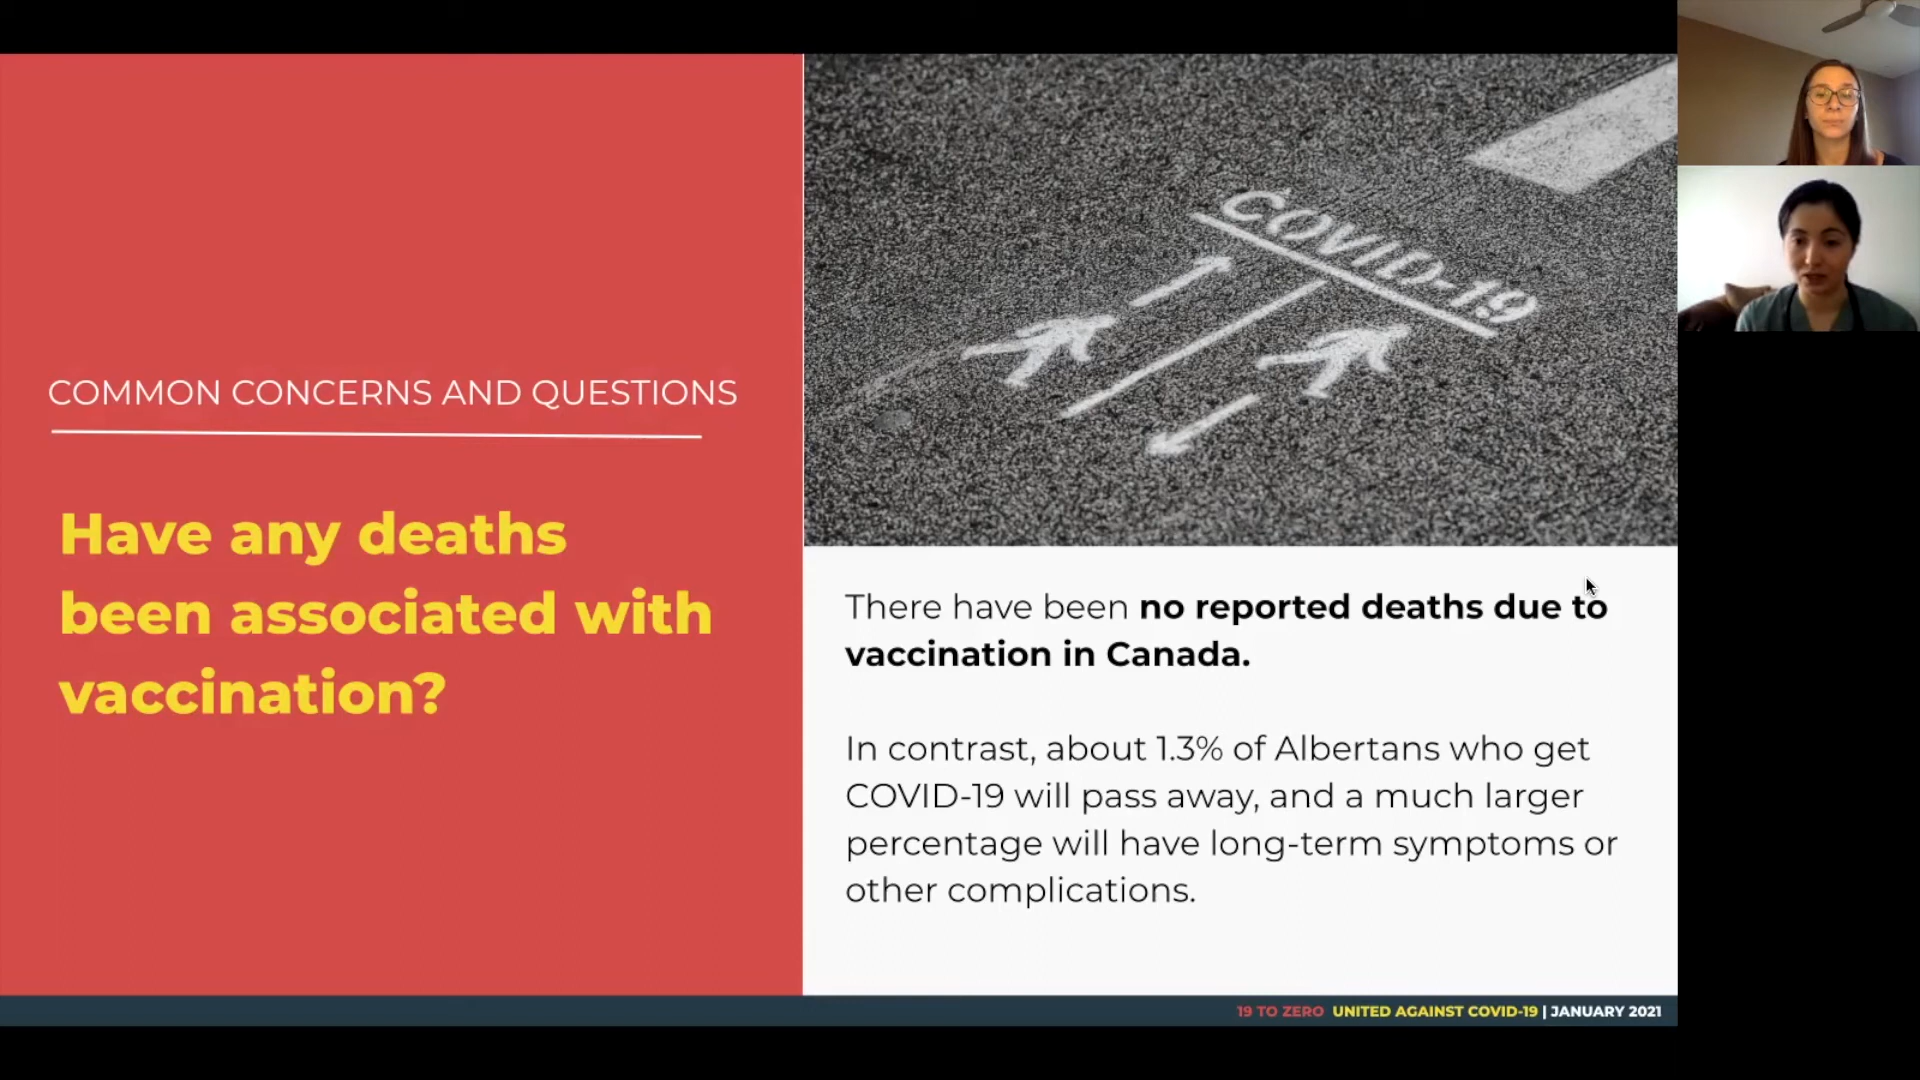 COMMON CONCERNS AND QUESTIONS
Have any deaths
been associated with
vaccination?
COVID-19
There have been no reported deaths due to
vaccination in Canada.
In contrast, about 1.3% of Albertans who get
COVID-19 will pass away, and a much larger
percentage will have long-term symptoms or
other complications.
19 TO ZERO UNITED AGAINST COVID-19 | JANUARY 2021